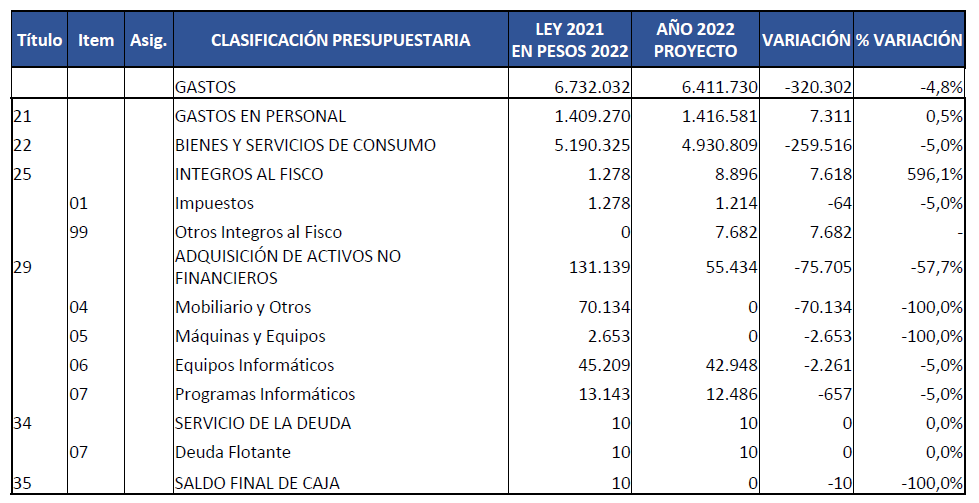 Título Item Asig. CLASIFICACIÓN PRESUPUESTARIA LEY 2021 EN PESOS 2022 AÑO 2022 PROYECTO VARIACIÓN % VARIACIÓN
GASTOS 6.732.032 6.411.730 -320.302 -4,8%
21 GASTOS EN PERSONAL 1.409.270 1.416.581 7.311 0,5%
22 BIENES Y SERVICIOS DE CONSUMO 5.190.325 4.930.809 -259.516 -5,0%
25 INTEGROS AL FISCO 1.278 8.896 7.618 596,1%
01 Impuestos 1.278 1.214 -64 -5,0%
99 Otros Integros al Fisco 0 7.682 7.682 -
29 ADQUISICIÓN DE ACTIVOS NO FINANCIEROS 131.139 55.434 -75.705 -57,7%
04 Mobiliario y Otros 70.134 0 -70.134 -100,0%
05 Máquinas y Equipos 2.653 0 -2.653 -100,0%
06 Equipos Informáticos 45.209 42.948 -2.261 -5,0%
07 Programas Informáticos 13.143 12.486 -657 -5,0%
34 SERVICIO DE LA DEUDA 10 10 0 0,0%
07 Deuda Flotante 10 10 0 0,0%
35 SALDO FINAL DE CAJA 10 0 -10 -100,0%